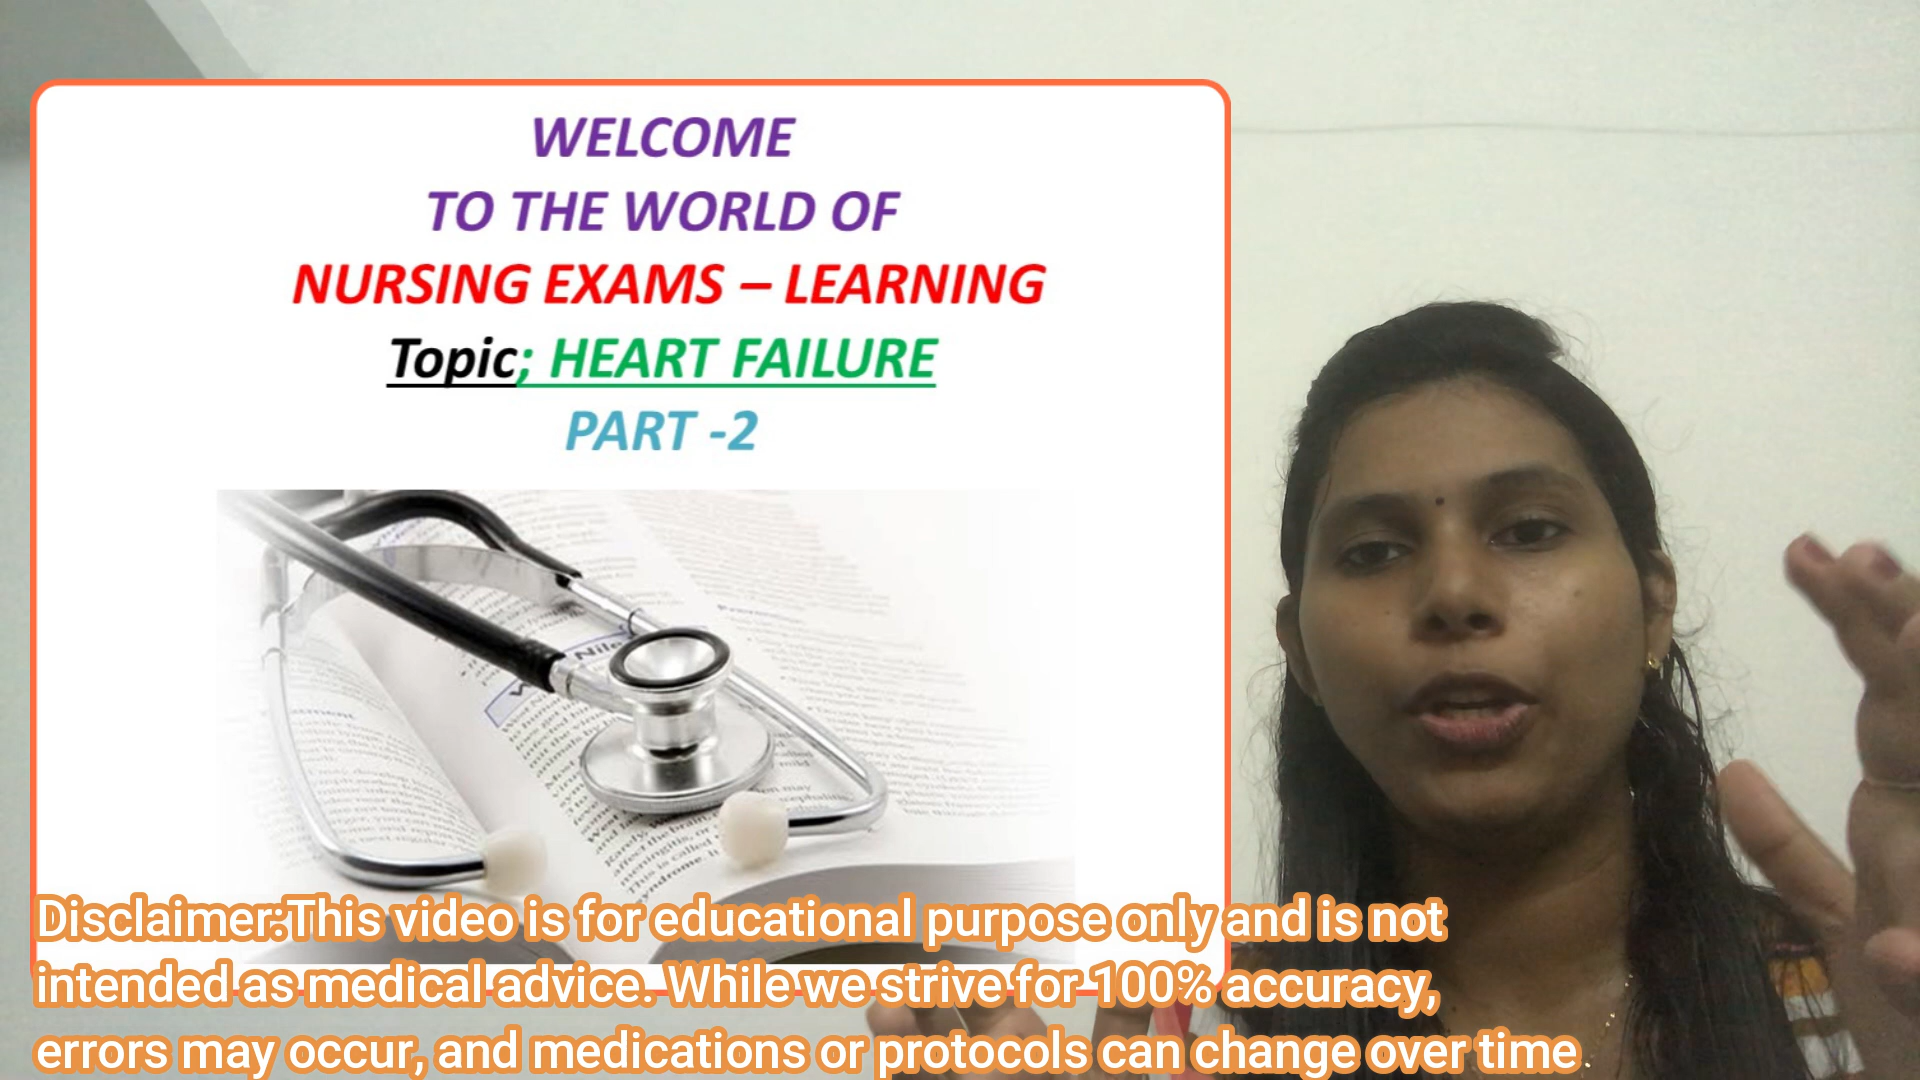 WELCOME
TO THE WORLD OF
NURSING EXAMS – LEARNING
Topic; HEART FAILURE
PART -2
Disclaimer:This video is for educational purpose only and is not
intended as medical advice. While we strive for 100% accuracy,
errors may occur, and medications or protocols can change over time